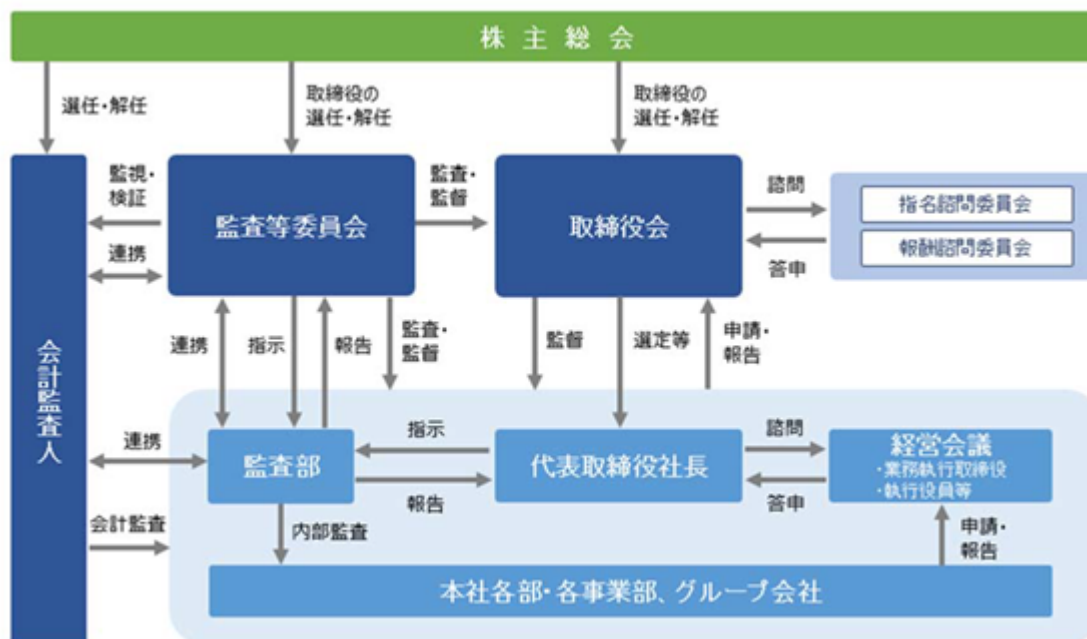 株主総会
選任・解任
取締役の
選任・解任
取締役の
選任・解任
監視・
検証
監査等委員会
監査・
監督
取締役会
諮問
指名諮問委員会
報酬諮問委員会
答申
連携
会計監査人
連携
指示
報告
監査・
監督
監督
選定等
申請・
報告
連携
監査部
指示
報告
代表取締役社長
諮問
答申
経営会議
・業務執行取締役
・執行役員等
会計監査
内部監査
申請・
報告
本社各部・各事業部、グループ会社